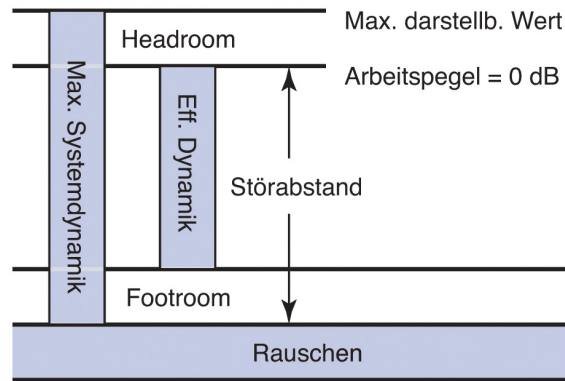 Max. darstellb. Wert
Headroom
Arbeitspegel = 0 dB
Max. Systemdynamik
Eff. Dynamik
Störabstand
Footroom
Rauschen